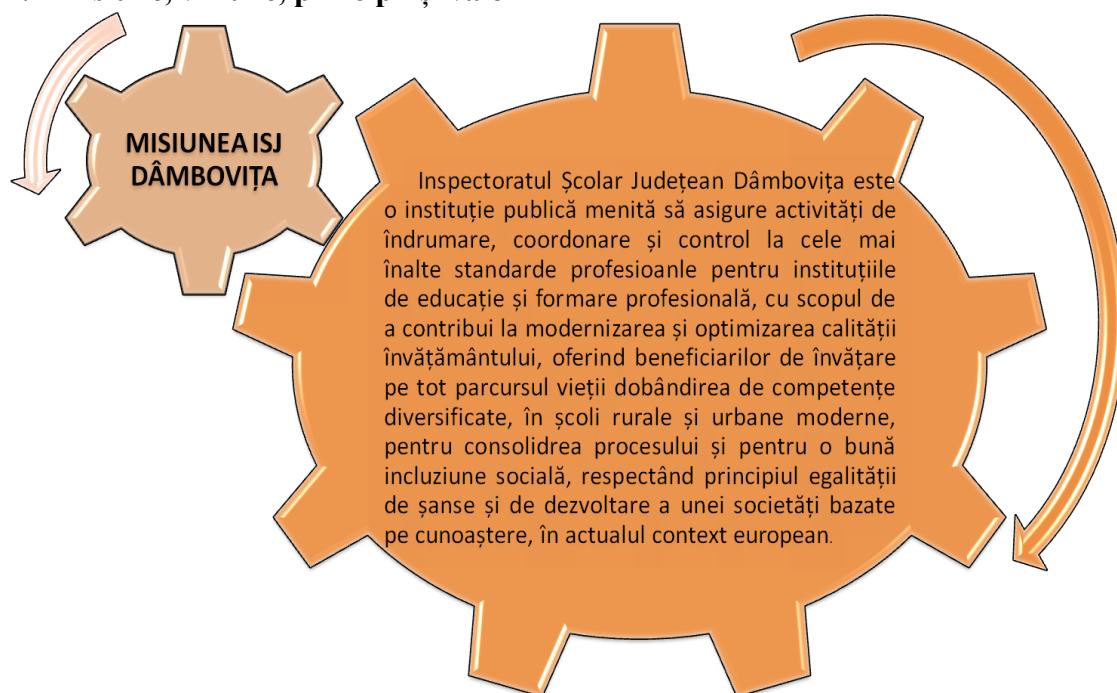 MISIUNEA ISJ
DÂMBOVIȚA
Inspectoratul Școlar Județean Dâmbovița este
o instituție publică menită să asigure activități de
îndrumare, coordonare și control la cele mai
înalte standarde profesioanle pentru instituțiile
de educație și formare profesională, cu scopul de
a contribui la modernizarea și optimizarea calității
învățământului, oferind beneficiarilor de învățare
pe tot parcursul vieții dobândirea de competențe
diversificate, în școli rurale și urbane moderne,
pentru consolidrea procesului și pentru o bună
incluziune socială, respectând principiul egalității
de șanse și de dezvoltare a unei societăți bazate
pe cunoaștere, în actualul context european.